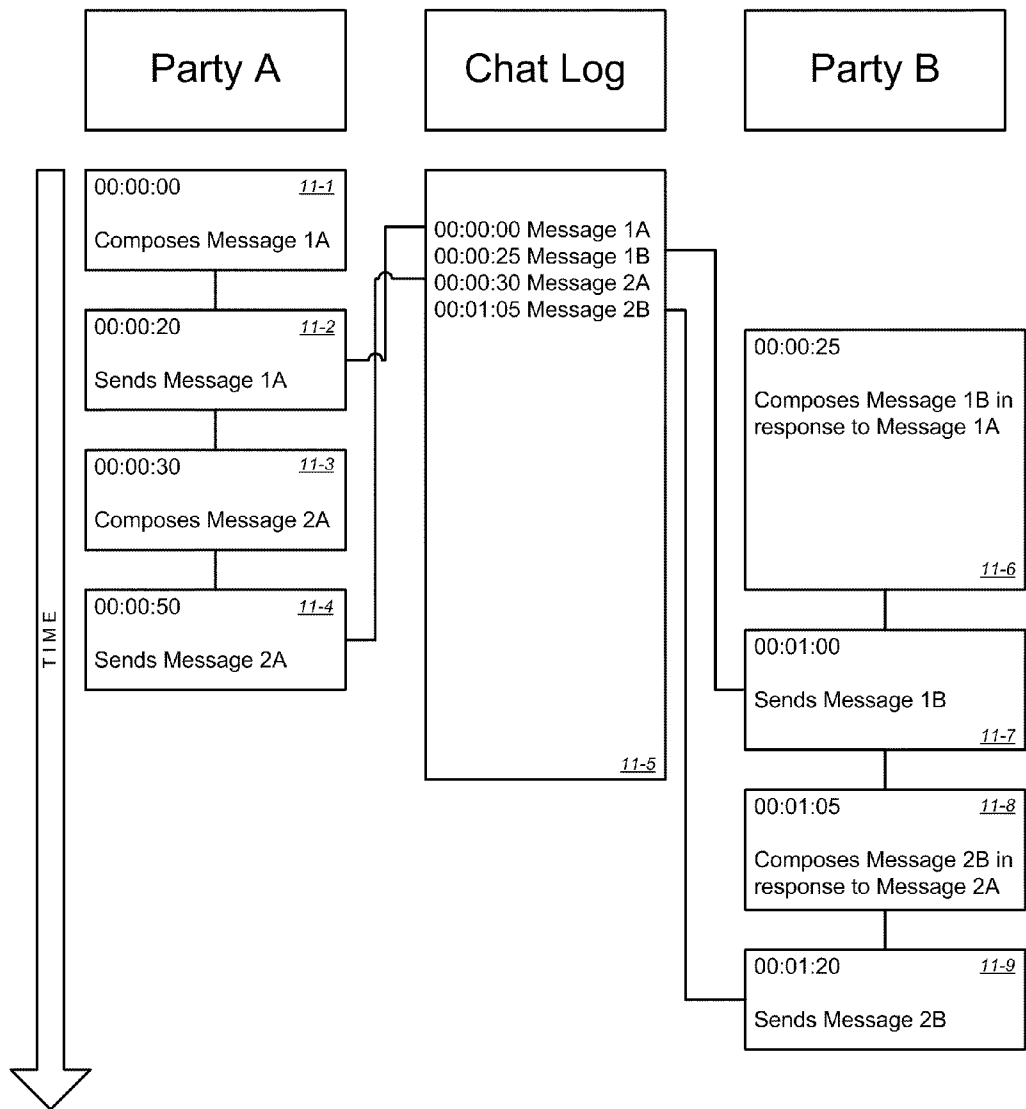 Party A
Chat Log
Party B
TIME
00:00:00 11-1
Composes Message 1A
00:00:20 11-2
Sends Message 1A
00:00:30 11-3
Composes Message 2A
00:00:50 11-4
Sends Message 2A
00:00:00 Message 1A
00:00:25 Message 1B
00:00:30 Message 2A
00:01:05 Message 2B
11-5
00:00:25
Composes Message 1B in
response to Message 1A
11-6
00:01:00
Sends Message 1B
11-7
00:01:05 11-8
Composes Message 2B in
response to Message 2A
00:01:20 11-9
Sends Message 2B